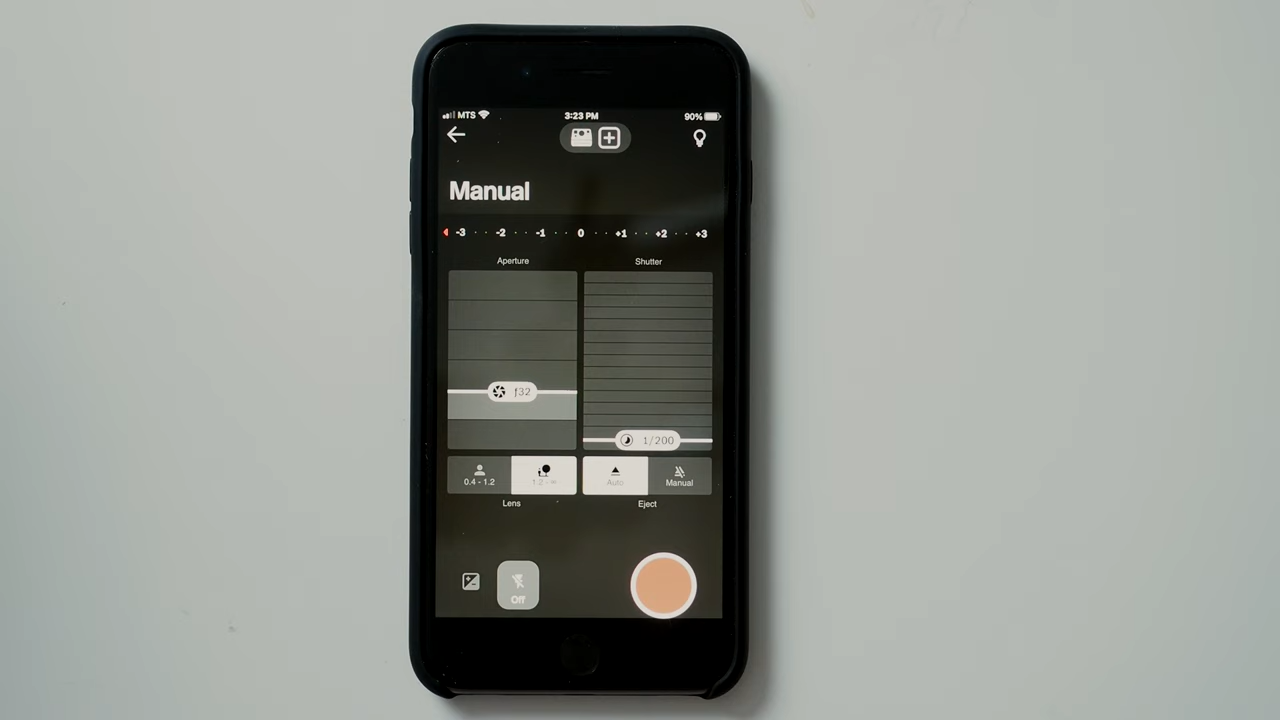 MTS 3:23 PM 90%
Manual
-3 · · -2 · · -1 · · 0 · · +1 · · +2 · · +3
Aperture Shutter
f32
1/200
0.4 - 1.2 1.2 - ∞ Auto Manual
Lens Eject
Off